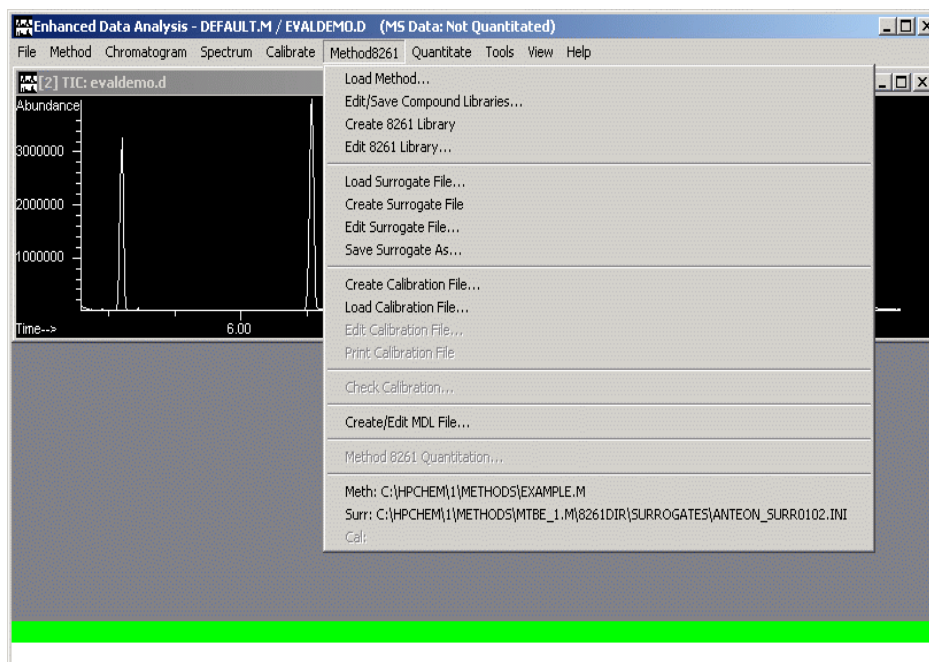 Enhanced Data Analysis - DEFAULT.M / EVALDEMO.D (MS Data: Not Quantitated)
File Method Chromatogram Spectrum Calibrate Method8261 Quantitate Tools View Help
[2] TIC: evaldemo.d
Abundance
3000000
2000000
1000000
Time-->
6.00
Load Method...
Edit/Save Compound Libraries...
Create 8261 Library
Edit 8261 Library...
Load Surrogate File...
Create Surrogate File
Edit Surrogate File...
Save Surrogate As...
Create Calibration File...
Load Calibration File...
Edit Calibration File...
Print Calibration File
Check Calibration...
Create/Edit MDL File...
Method 8261 Quantitation...
Meth: C:\HPCHEM\1\METHODS\EXAMPLE.M
Surr: C:\HPCHEM\1\METHODS\MTBE_1.M\8261DIR\SURROGATES\ANTEON_SURR0102.INI
Cal: